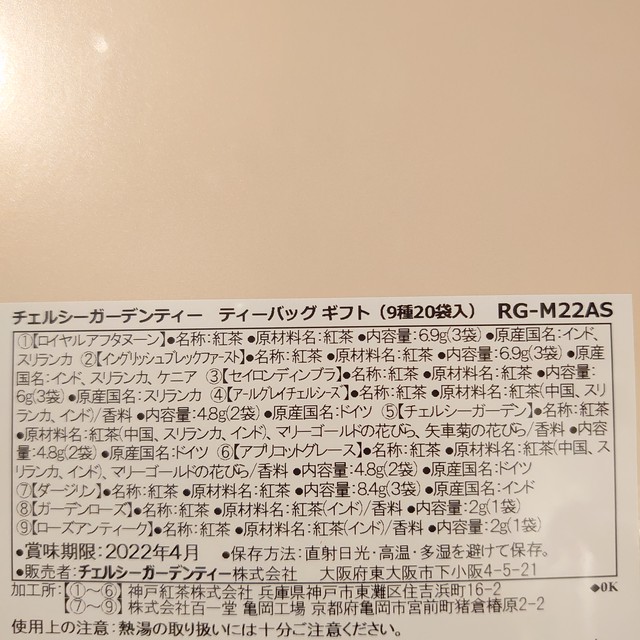 チェルシーガーデンティー　ティーバッグ ギフト（9種20袋入）　RG-M22AS
①【ロイヤルアフタヌーン】●名称:紅茶 ●原材料名:紅茶 ●内容量:6.9g(3袋) ●原産国名:インド、
スリランカ ②【イングリッシュブレックファスト】●名称:紅茶 ●原材料名:紅茶 ●内容量:6.9g(3袋) ●原産
国名:インド、スリランカ、ケニア ③【セイロンディンブラ】●名称:紅茶 ●原材料名:紅茶 ●内容量:
6g(3袋) ●原産国名:スリランカ ④【アールグレイチェルシース】●名称:紅茶 ●原材料名:紅茶(中国、スリ
ランカ、インド)/香料 ●内容量:4.8g(2袋) ●原産国名:ドイツ ⑤【チェルシーガーデン】●名称:紅茶
●原材料名:紅茶(中国、スリランカ、インド)、マリーゴールドの花びら、矢車菊の花びら/香料 ●内容
量:4.8g(2袋) ●原産国名:ドイツ ⑥【アプリコットグレース】●名称:紅茶 ●原材料名:紅茶(中国、ス
リランカ、インド)、マリーゴールドの花びら/香料 ●内容量:4.8g(2袋) ●原産国名:ドイツ
⑦【ダージリン】●名称:紅茶 ●原材料名:紅茶 ●内容量:8.4g(3袋) ●原産国名:インド
⑧【ガーデンローズ】●名称:紅茶 ●原材料名:紅茶(インド)/香料 ●内容量:2g(1袋)
⑨【ローズアンティーク】●名称:紅茶 ●原材料名:紅茶(インド)/香料 ●内容量:2g(1袋)
●賞味期限:2022年4月　●保存方法:直射日光・高温・多湿を避けて保存。
●販売者:チェルシーガーデンティー株式会社　大阪府東大阪市下小阪4-5-21
加工所:【①～⑥】神戸紅茶株式会社 兵庫県神戸市東灘区住吉浜町16-2　◆OK
【⑦～⑨】株式会社百一堂 亀岡工場 京都府亀岡市宮前町猪倉椿原2-2
使用上の注意:熱湯の取り扱いには十分ご注意ください。